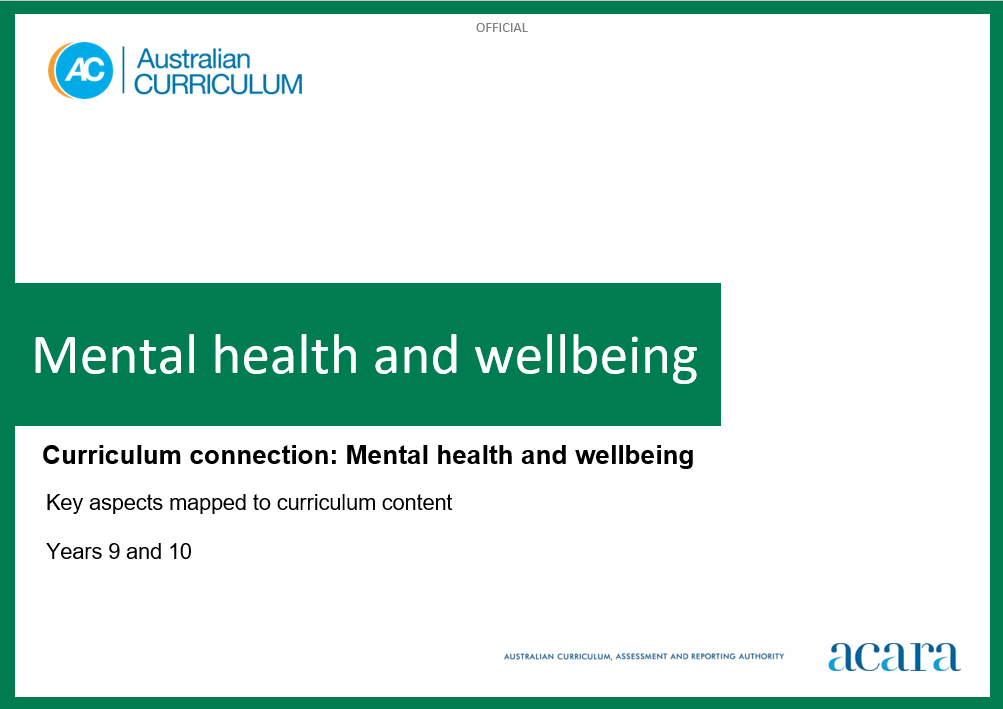 OFFICIAL
AC
Australian
CURRICULUM
Mental health and wellbeing
Curriculum connection: Mental health and wellbeing
Key aspects mapped to curriculum content
Years 9 and 10
AUSTRALIAN CURRICULUM, ASSESSMENT AND REPORTING AUTHORITY
acara